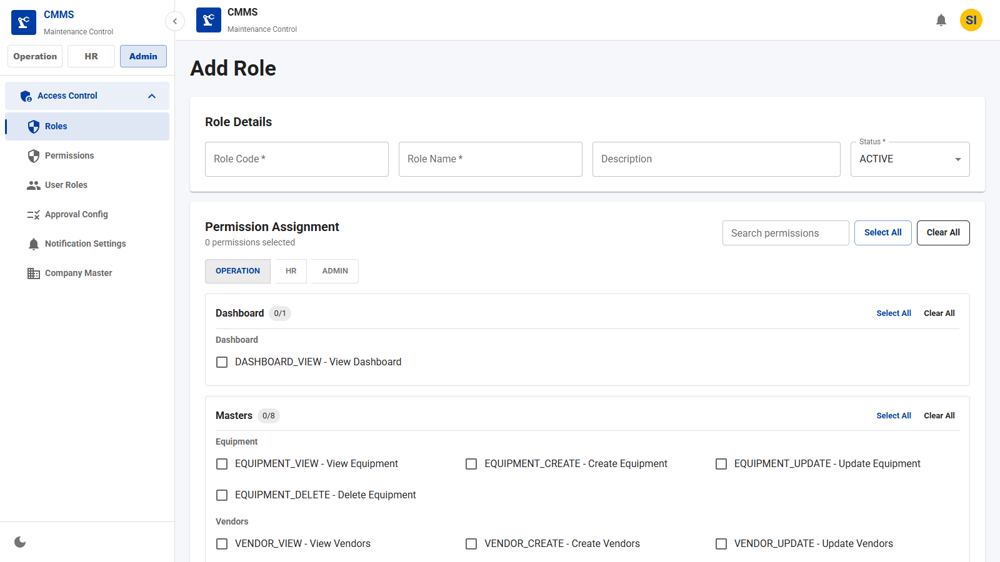 CMMS
Maintenance Control
Operation
HR
Admin
Access Control
Roles
Permissions
User Roles
Approval Config
Notification Settings
Company Master
CMMS
Maintenance Control
SI
Add Role
Role Details
Role Code *
Role Name *
Description
Status *
ACTIVE
Permission Assignment
0 permissions selected
Search permissions
Select All
Clear All
OPERATION
HR
ADMIN
Dashboard 0/1
Select All
Clear All
Dashboard
DASHBOARD_VIEW - View Dashboard
Masters 0/8
Select All
Clear All
Equipment
EQUIPMENT_VIEW - View Equipment
EQUIPMENT_CREATE - Create Equipment
EQUIPMENT_UPDATE - Update Equipment
EQUIPMENT_DELETE - Delete Equipment
Vendors
VENDOR_VIEW - View Vendors
VENDOR_CREATE - Create Vendors
VENDOR_UPDATE - Update Vendors